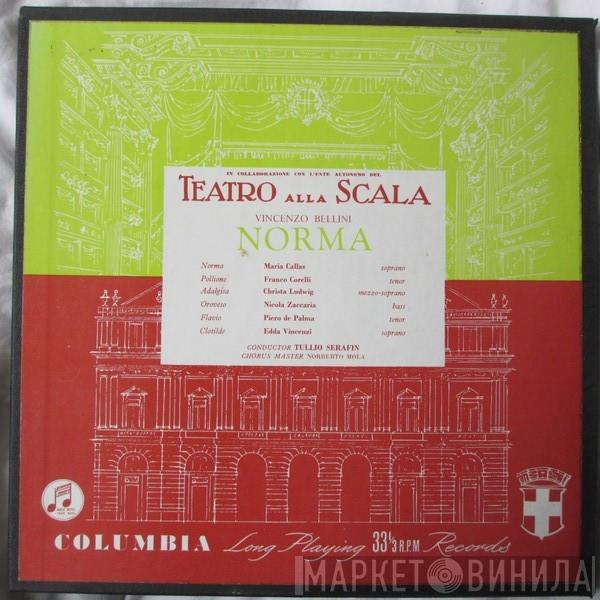 IN COLLABORAZIONE CON L'ENTE AUTONOMO DEL
TEATRO ALLA SCALA
VINCENZO BELLINI
NORMA
Norma Maria Callas soprano
Pollione Franco Corelli tenor
Adalgisa Christa Ludwig mezzo-soprano
Oroveso Nicola Zaccaria bass
Flavio Piero de Palma tenor
Clotilde Edda Vincenzi soprano
CONDUCTOR TULLIO SERAFIN
CHORUS MASTER NORBERTO MOLA
COLUMBIA Long Playing 33 1/3 R.P.M Records
МАРКЕТ ВИНИЛА